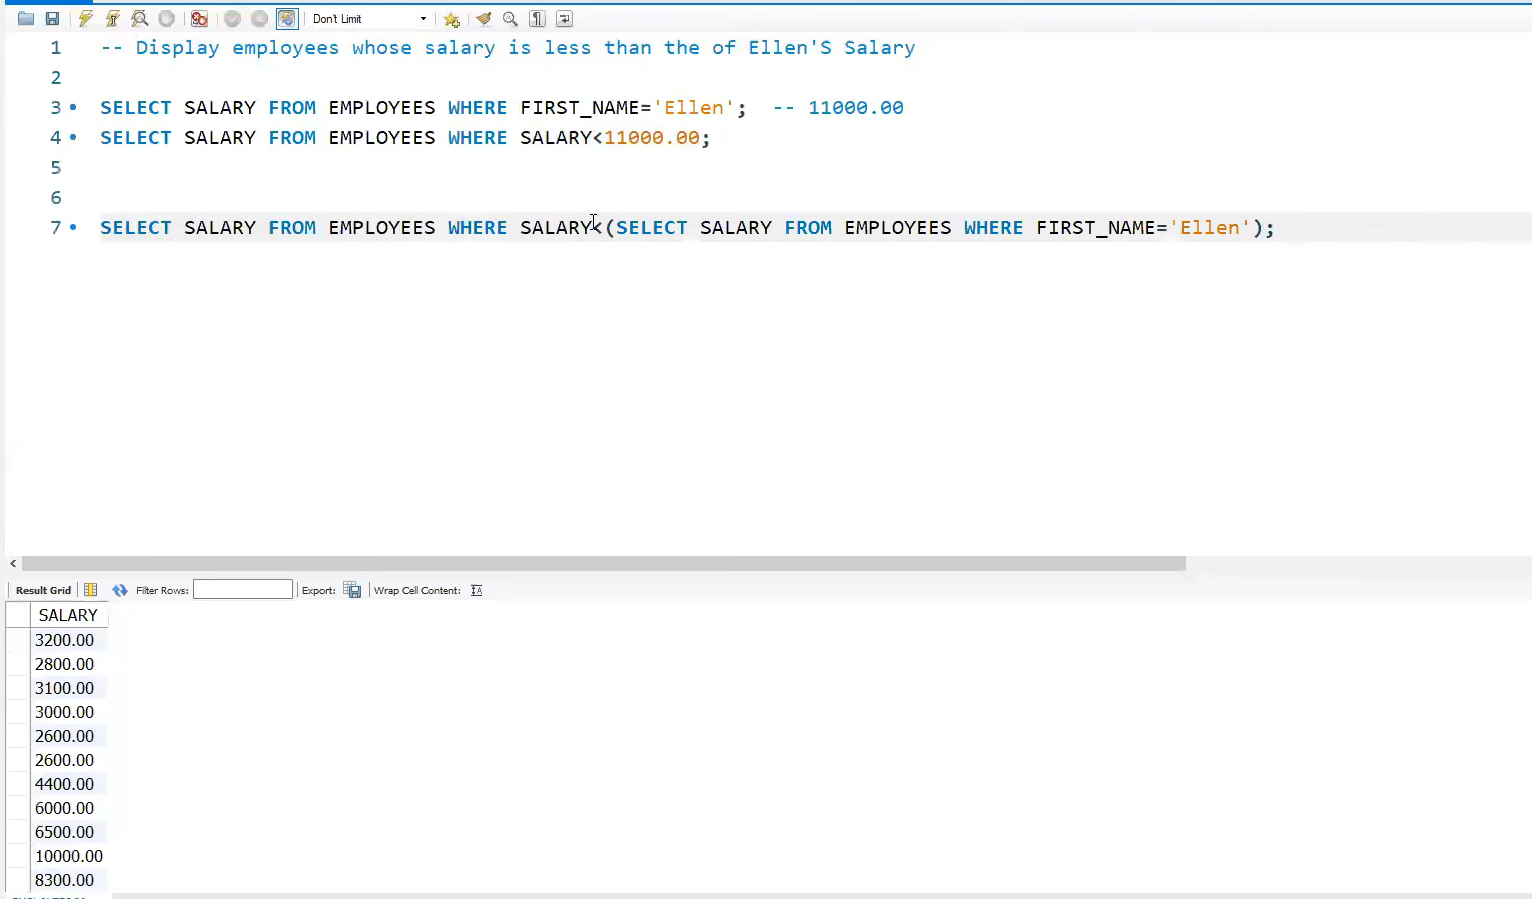 Don't Limit
1 -- Display employees whose salary is less than the of Ellen'S Salary
2
3 SELECT SALARY FROM EMPLOYEES WHERE FIRST_NAME='Ellen'; -- 11000.00
4 SELECT SALARY FROM EMPLOYEES WHERE SALARY<11000.00;
5
6
7 SELECT SALARY FROM EMPLOYEES WHERE SALARY<(SELECT SALARY FROM EMPLOYEES WHERE FIRST_NAME='Ellen');
Result Grid Filter Rows: Export: Wrap Cell Content:
SALARY
3200.00
2800.00
3100.00
3000.00
2600.00
2600.00
4400.00
6000.00
6500.00
10000.00
8300.00